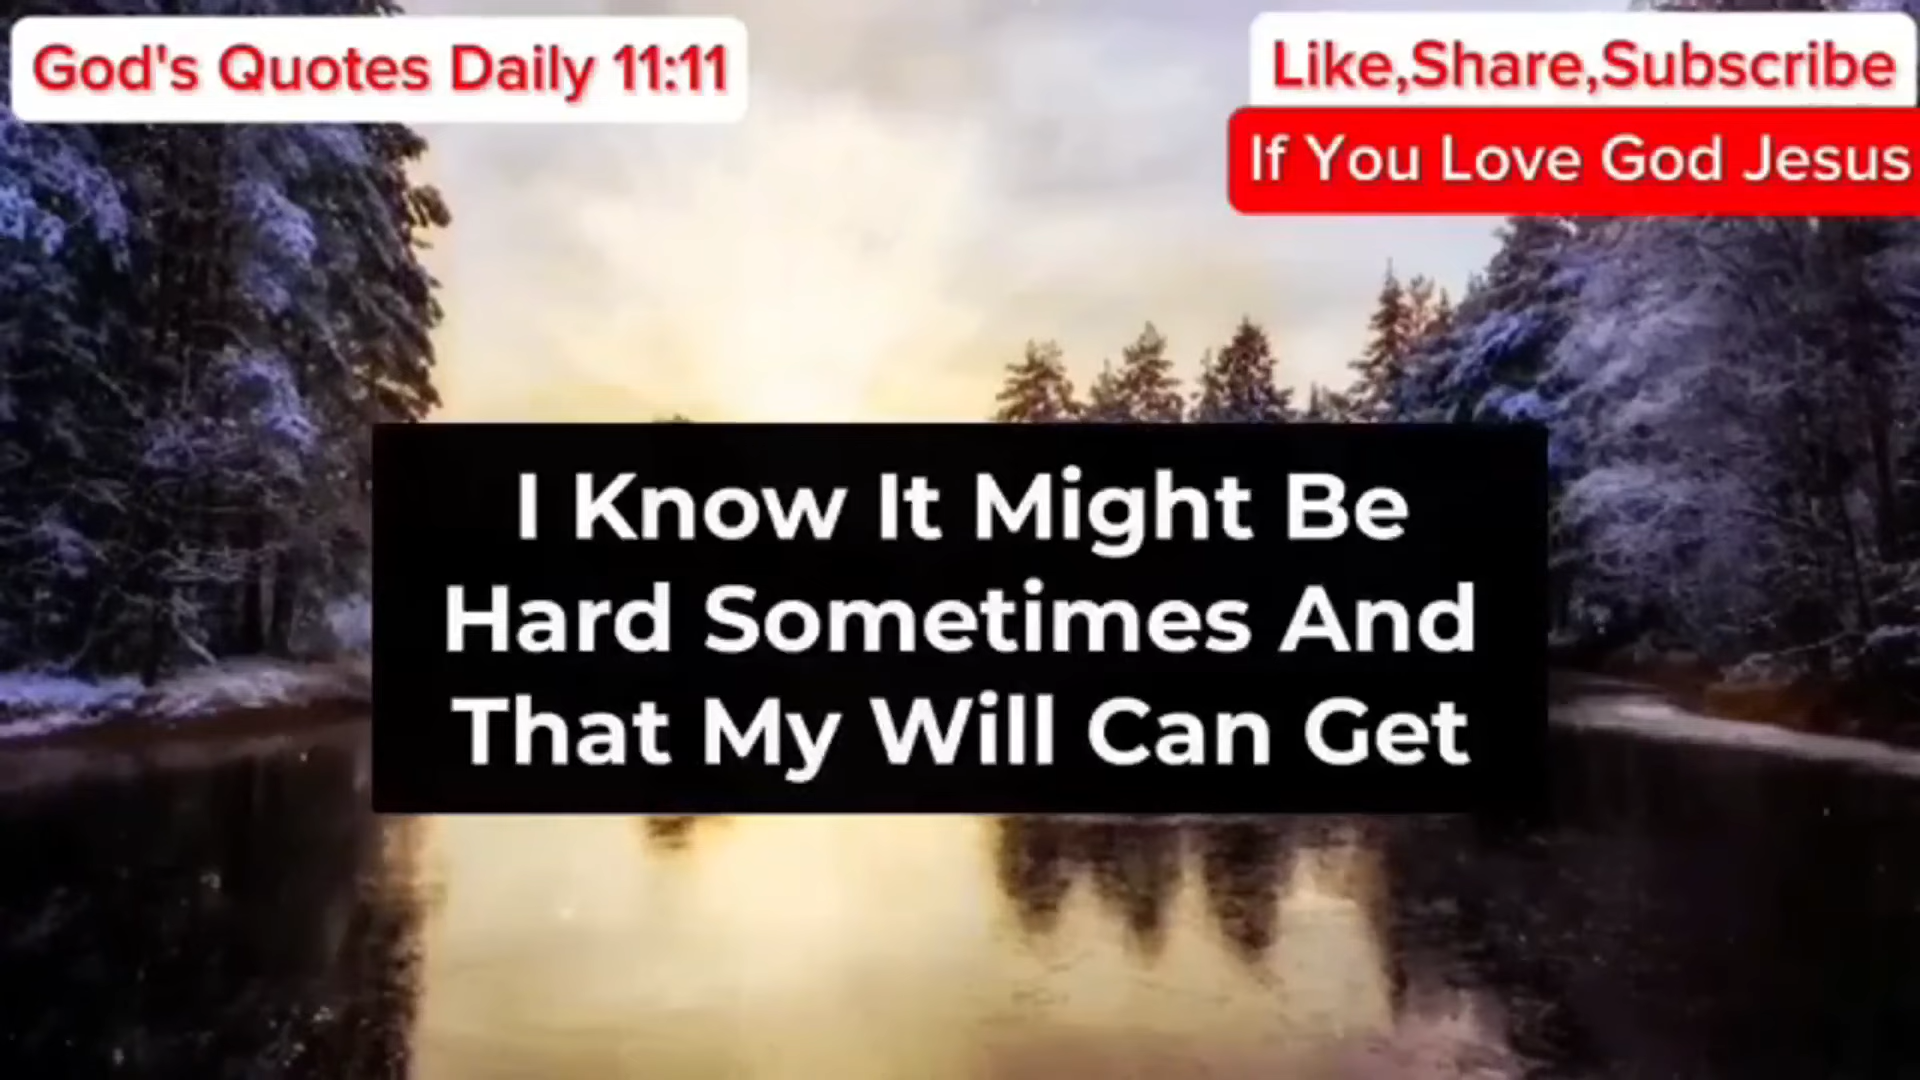 God's Quotes Daily 11:11
Like,Share,Subscribe
If You Love God Jesus
I Know It Might Be
Hard Sometimes And
That My Will Can Get